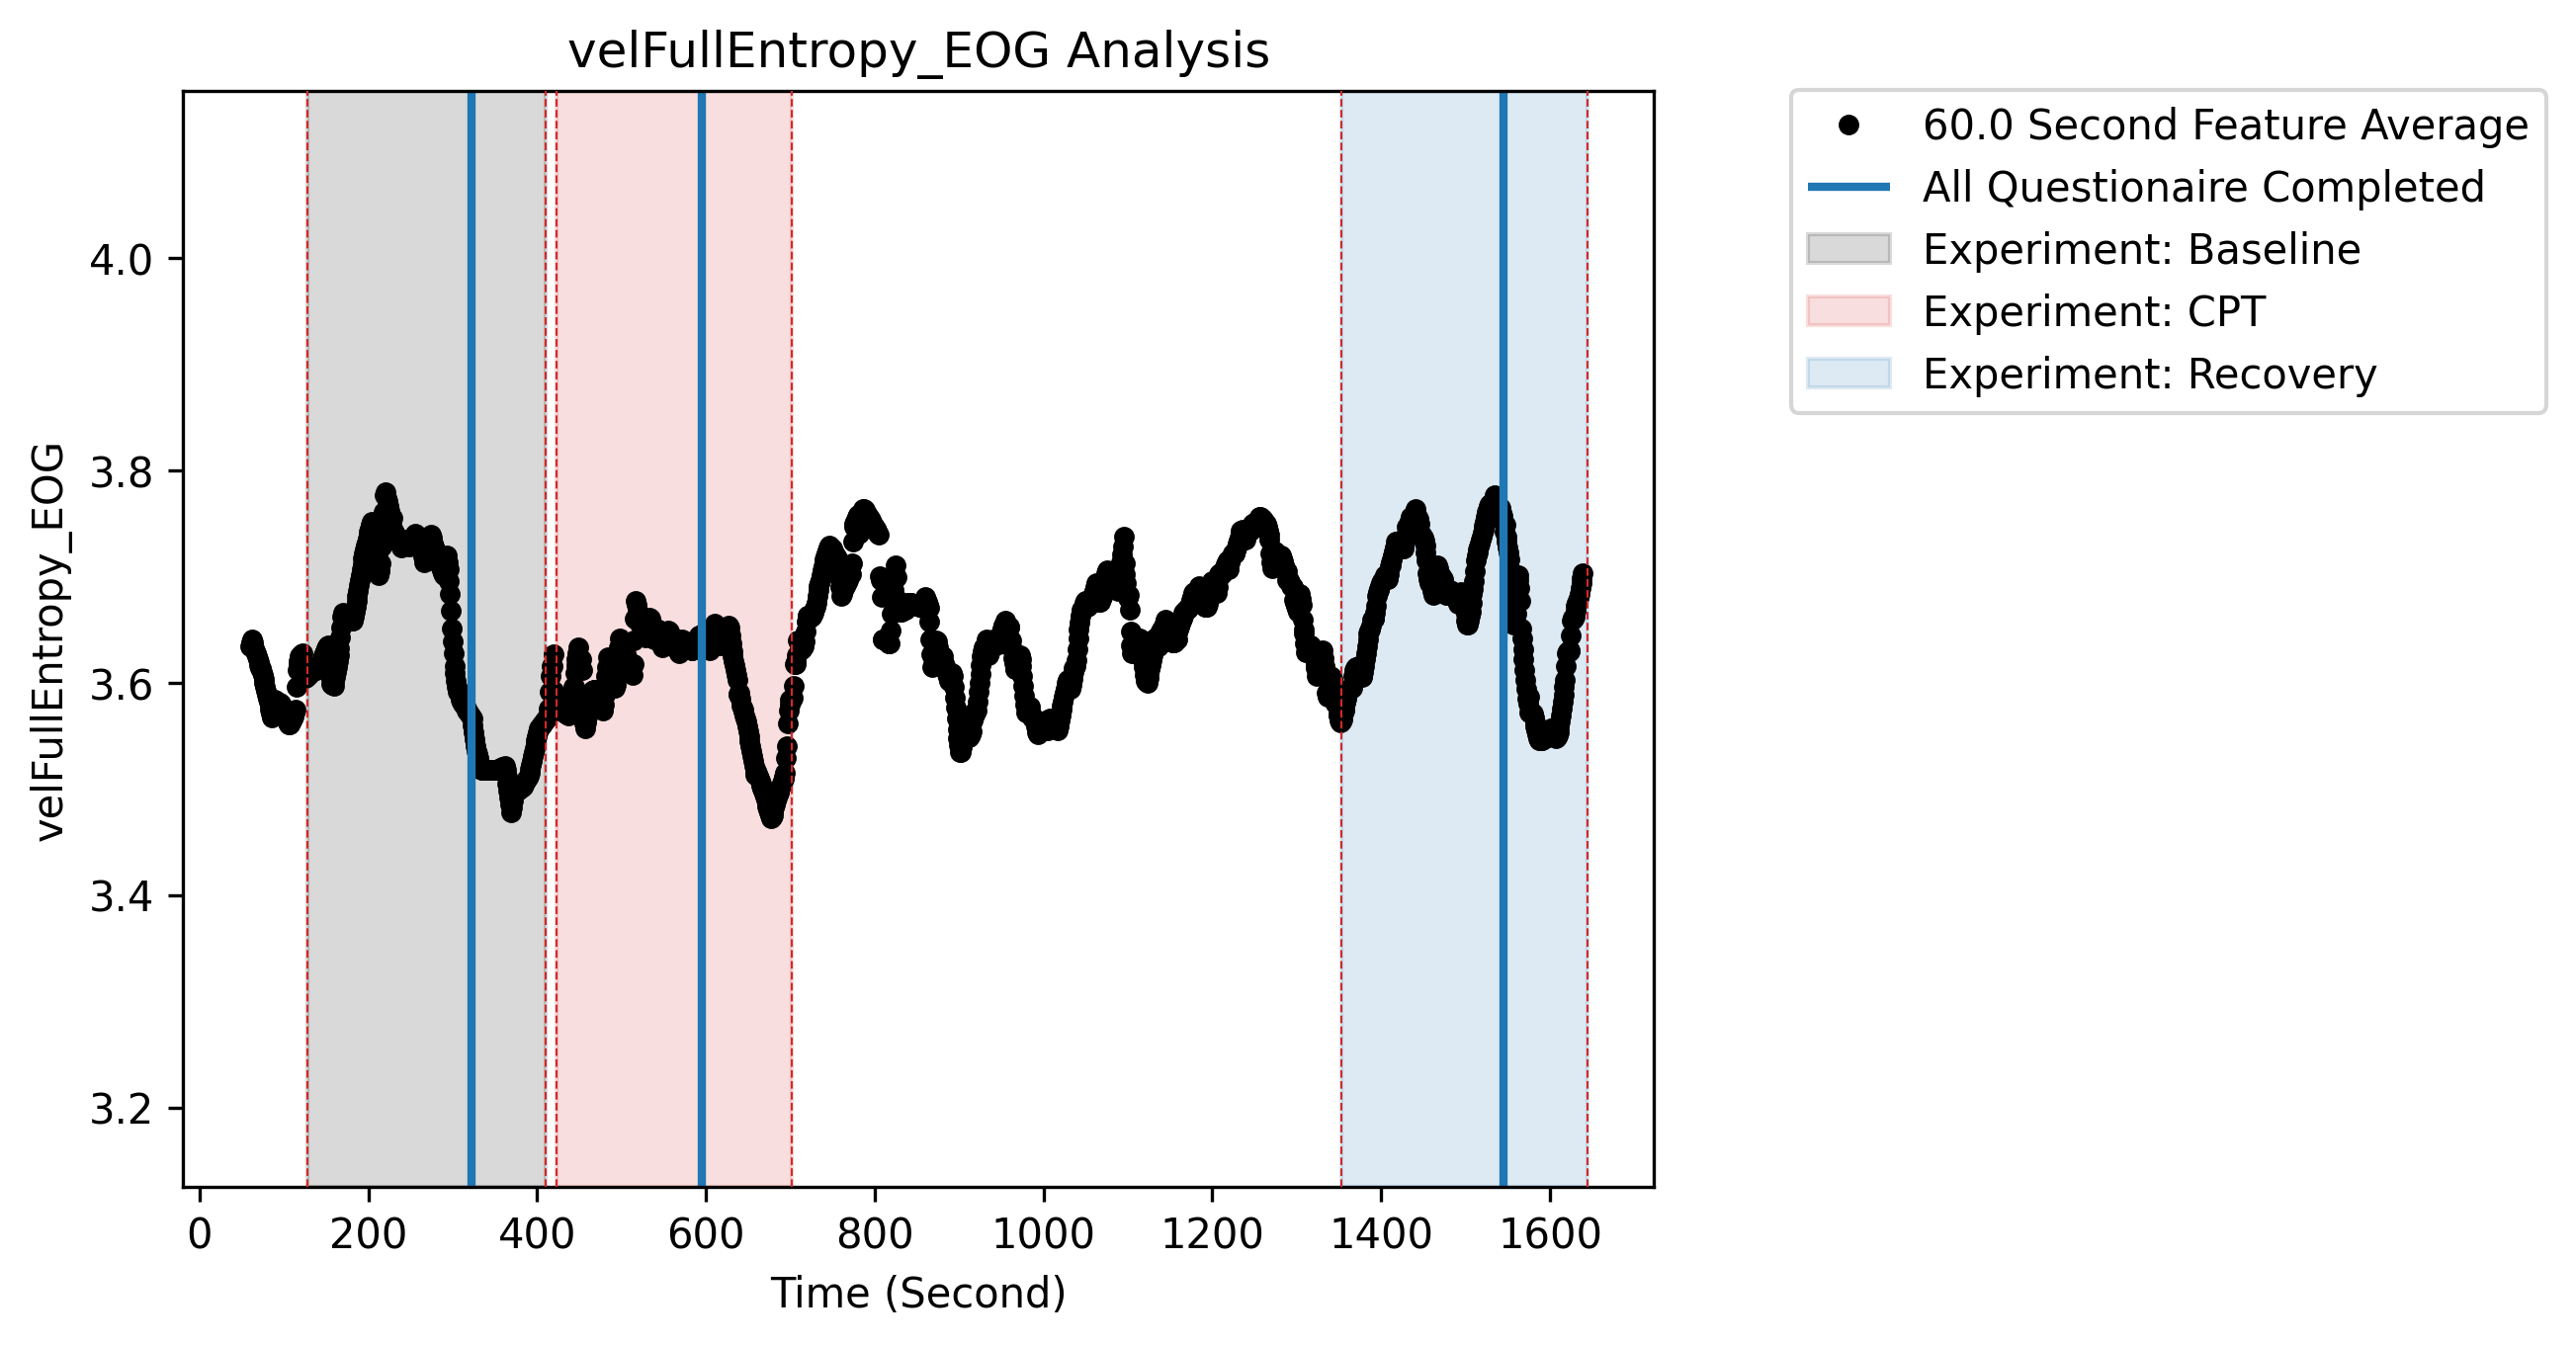 velFullEntropy_EOG Analysis
60.0 Second Feature Average
All Questionaire Completed
Experiment: Baseline
Experiment: CPT
Experiment: Recovery
velFullEntropy_EOG
4.0
3.8
3.6
3.4
3.2
0 200 400 600 800 1000 1200 1400 1600
Time (Second)